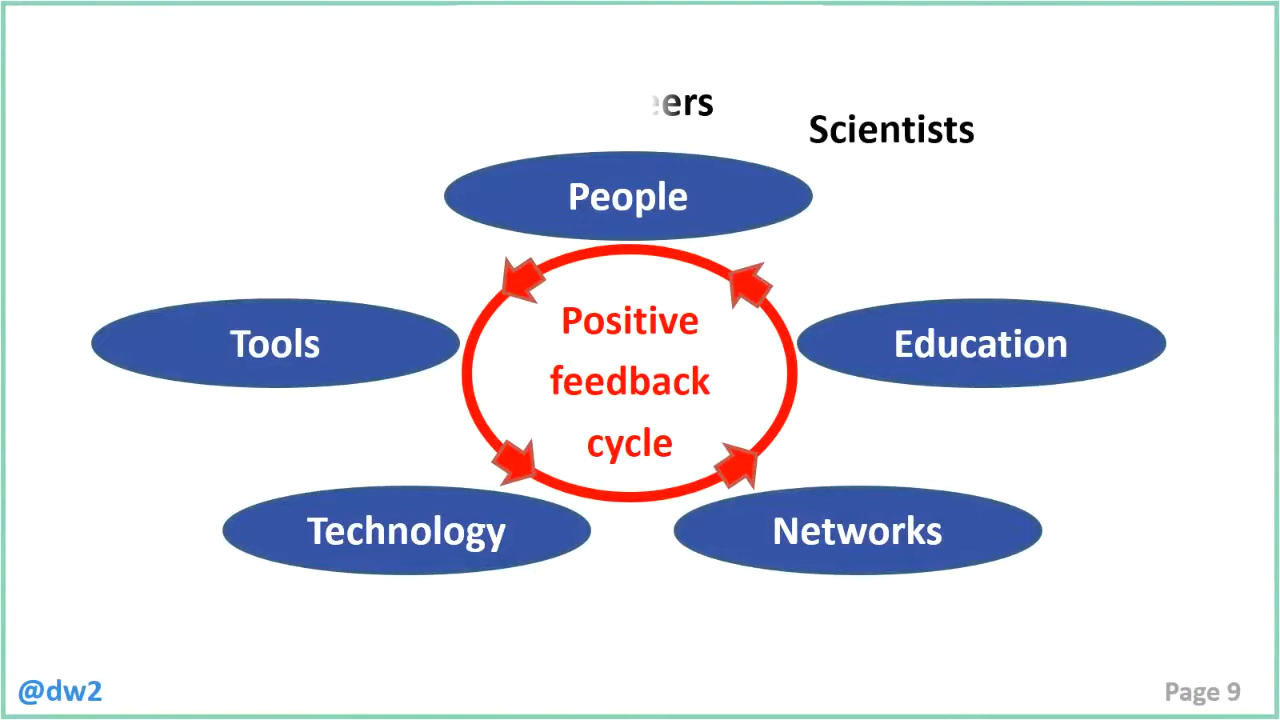 Scientists
People
Tools
Positive
feedback
cycle
Education
Technology
Networks
@dw2
Page 9